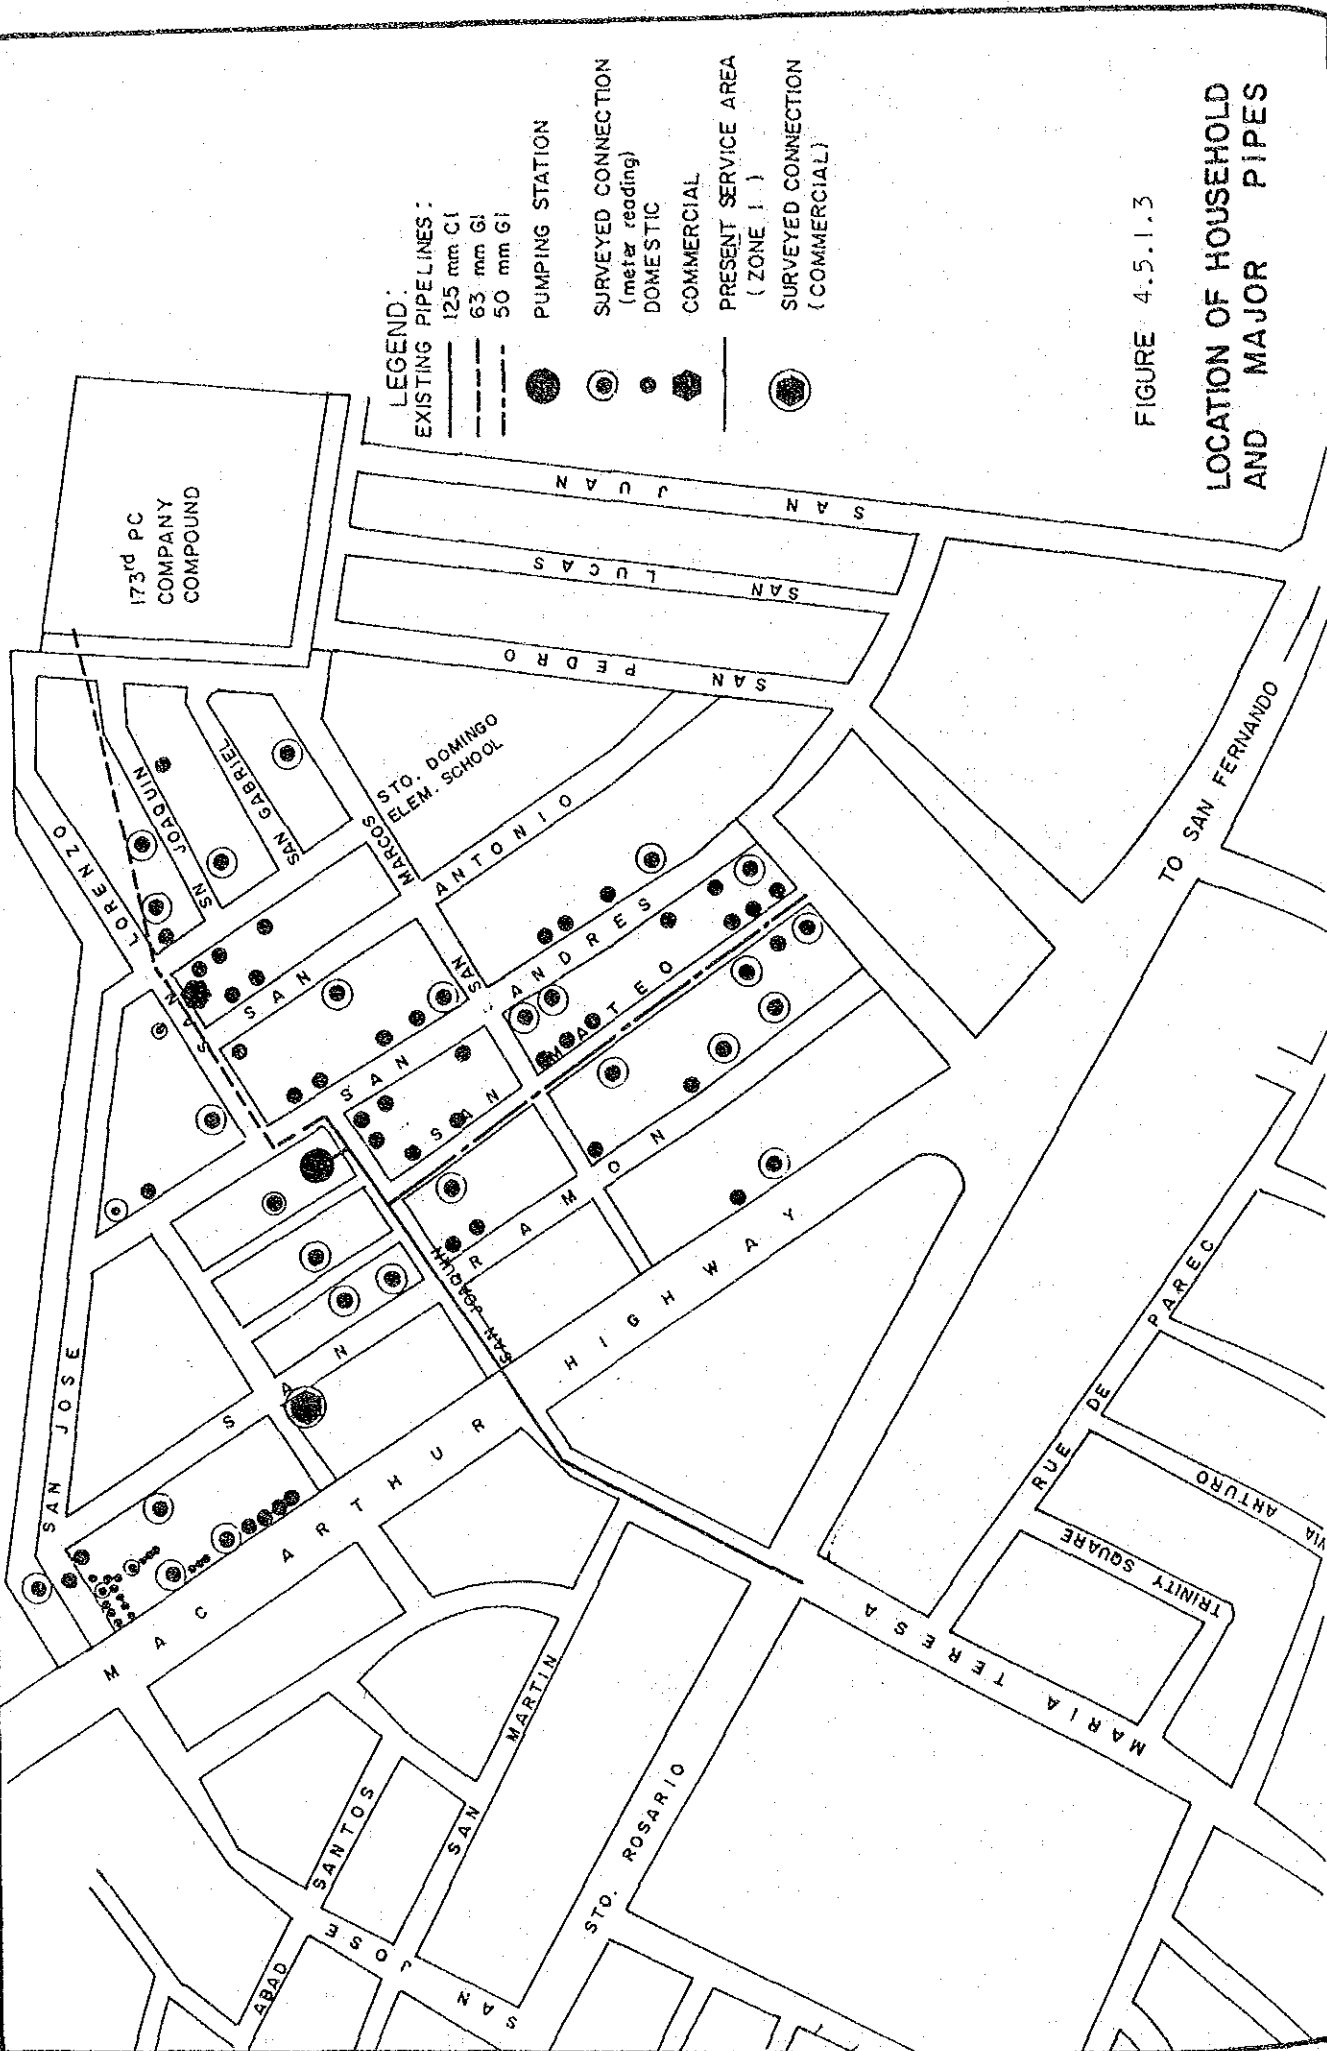 LEGEND:
EXISTING PIPELINES:
125 mm CI
63 mm GI
50 mm GI
PUMPING STATION
SURVEYED CONNECTION
(meter reading)
DOMESTIC
COMMERCIAL
PRESENT SERVICE AREA
(ZONE 1)
SURVEYED CONNECTION
(COMMERCIAL)
FIGURE 4.5.1.3
LOCATION OF HOUSEHOLD
AND MAJOR PIPES
173rd PC
COMPANY
COMPOUND
SAN JUAN
SAN LUCAS
SAN PEDRO
STO. DOMINGO
ELEM. SCHOOL
SAN GABRIEL
SN JOAQUIN
LORENZO
SAN
MARCOS
SAN ANTONIO
SAN
SAN ANDRES
SAN MATEO
RAMON
SAN
SAN JOAQUIN
SAN JOSE
MAC ARTHUR HIGHWAY
TO SAN FERNANDO
RUE DE PAREC
VIA ARTURO
TRINITY SQUARE
MARIA TERESA
SAN MARTIN
STO. ROSARIO
ABAD SANTOS
SAN JOSE